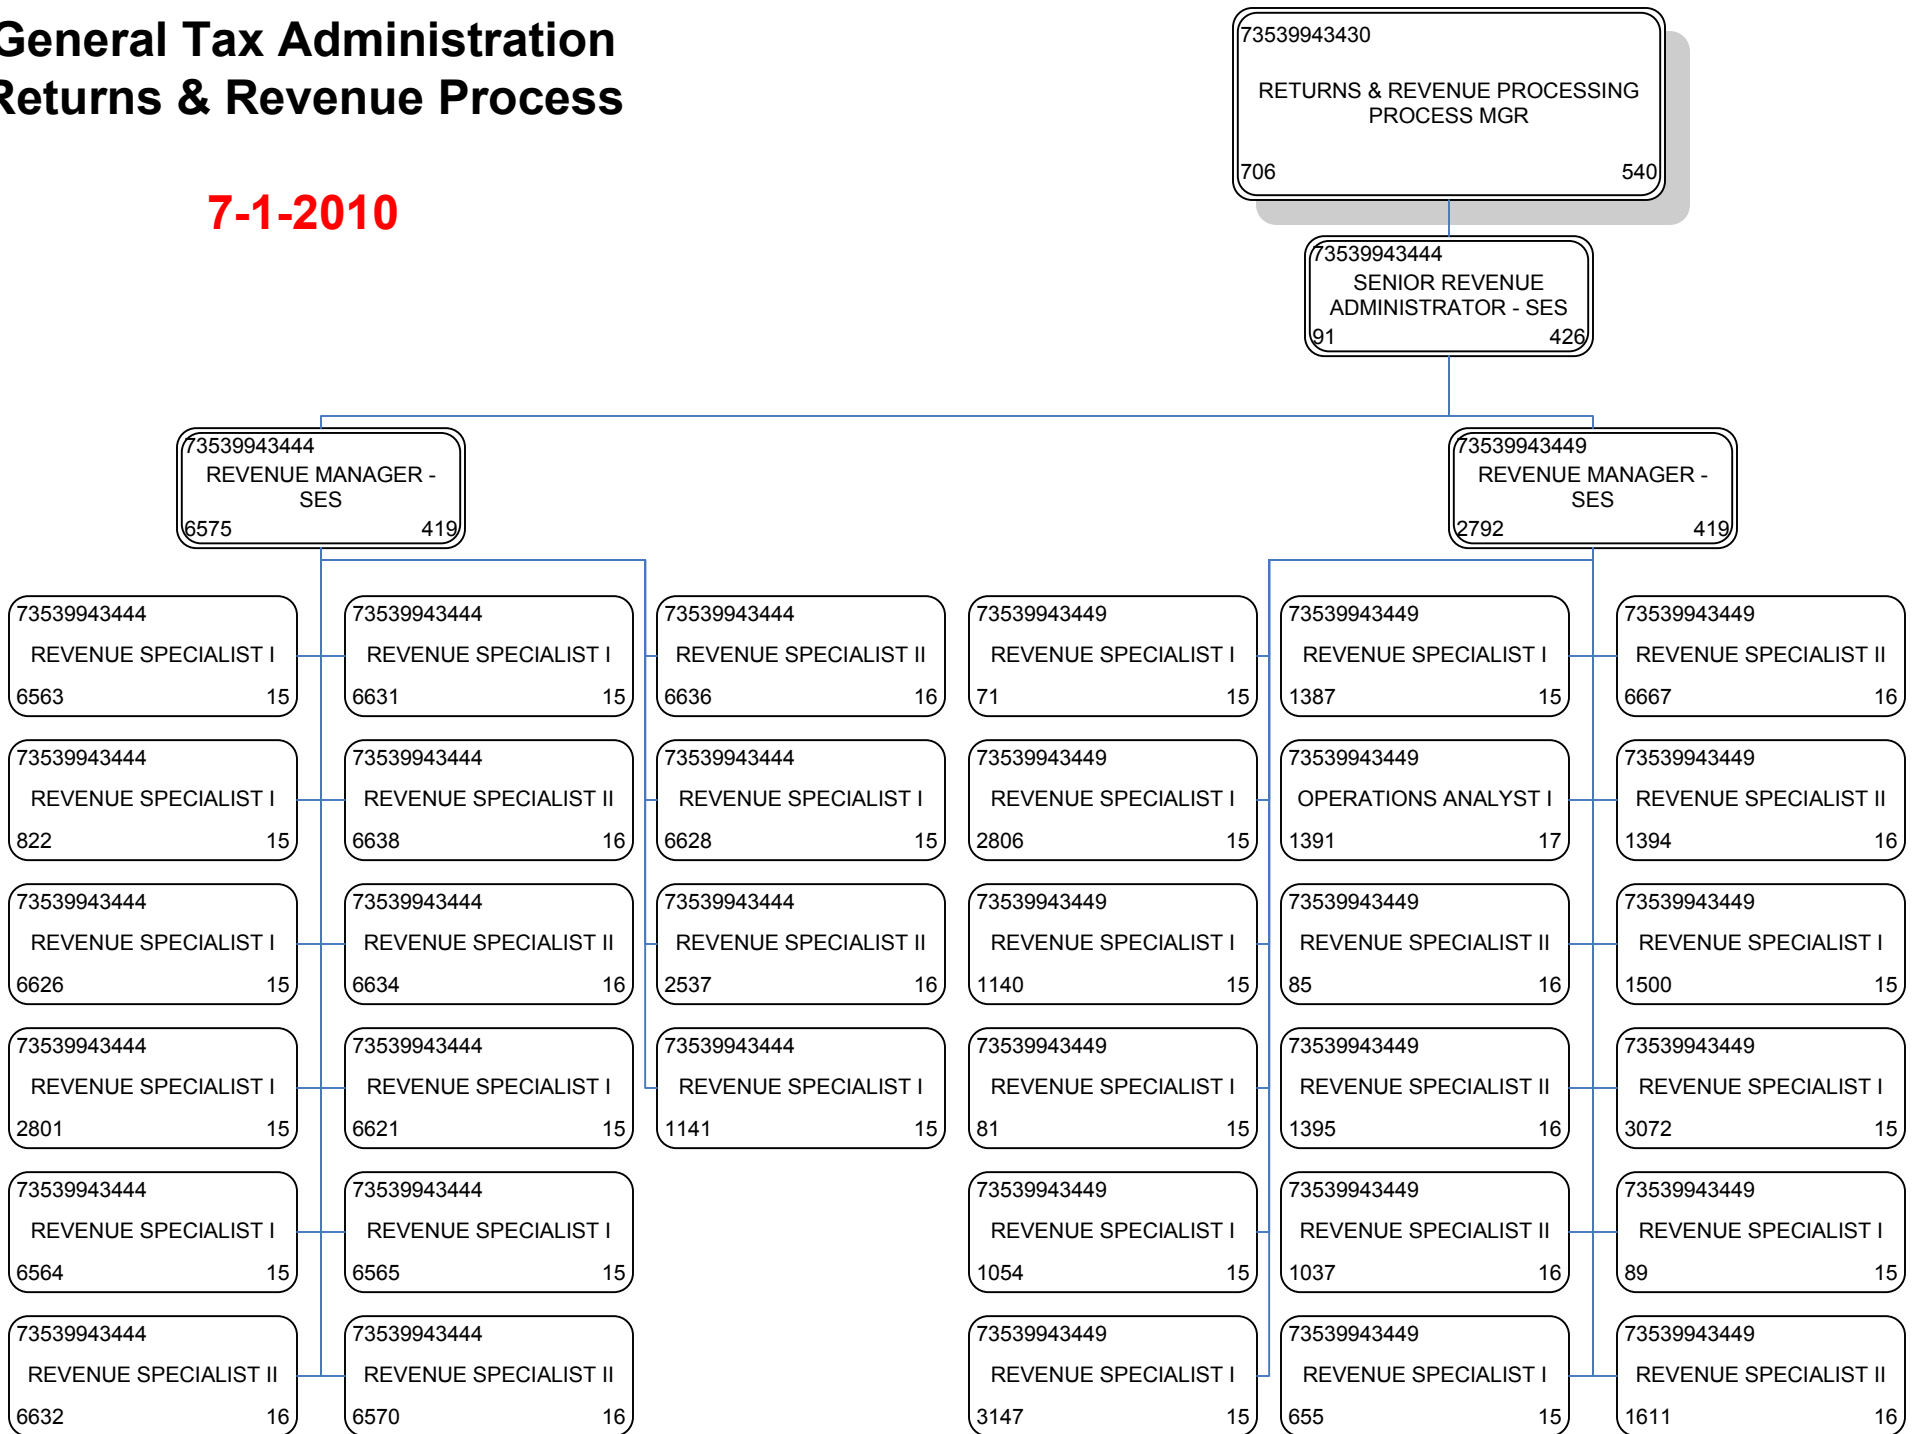 General Tax Administration
Returns & Revenue Process
7-1-2010
73539943430
RETURNS & REVENUE PROCESSING
PROCESS MGR
706 540
73539943444
SENIOR REVENUE
ADMINISTRATOR - SES
91 426
73539943444
REVENUE MANAGER -
SES
6575 419
73539943449
REVENUE MANAGER -
SES
2792 419
73539943444
REVENUE SPECIALIST I
6563 15
73539943444
REVENUE SPECIALIST I
6631 15
73539943444
REVENUE SPECIALIST II
6636 16
73539943449
REVENUE SPECIALIST I
71 15
73539943449
REVENUE SPECIALIST I
1387 15
73539943449
REVENUE SPECIALIST II
6667 16
73539943444
REVENUE SPECIALIST I
822 15
73539943444
REVENUE SPECIALIST II
6638 16
73539943444
REVENUE SPECIALIST I
6628 15
73539943449
REVENUE SPECIALIST I
2806 15
73539943449
OPERATIONS ANALYST I
1391 17
73539943449
REVENUE SPECIALIST II
1394 16
73539943444
REVENUE SPECIALIST I
6626 15
73539943444
REVENUE SPECIALIST II
6634 16
73539943444
REVENUE SPECIALIST II
2537 16
73539943449
REVENUE SPECIALIST I
1140 15
73539943449
REVENUE SPECIALIST II
85 16
73539943449
REVENUE SPECIALIST I
1500 15
73539943444
REVENUE SPECIALIST I
2801 15
73539943444
REVENUE SPECIALIST I
6621 15
73539943444
REVENUE SPECIALIST I
1141 15
73539943449
REVENUE SPECIALIST I
81 15
73539943449
REVENUE SPECIALIST II
1395 16
73539943449
REVENUE SPECIALIST I
3072 15
73539943444
REVENUE SPECIALIST I
6564 15
73539943444
REVENUE SPECIALIST I
6565 15
73539943449
REVENUE SPECIALIST I
1054 15
73539943449
REVENUE SPECIALIST II
1037 16
73539943449
REVENUE SPECIALIST I
89 15
73539943444
REVENUE SPECIALIST II
6632 16
73539943444
REVENUE SPECIALIST II
6570 16
73539943449
REVENUE SPECIALIST I
3147 15
73539943449
REVENUE SPECIALIST I
655 15
73539943449
REVENUE SPECIALIST II
1611 16